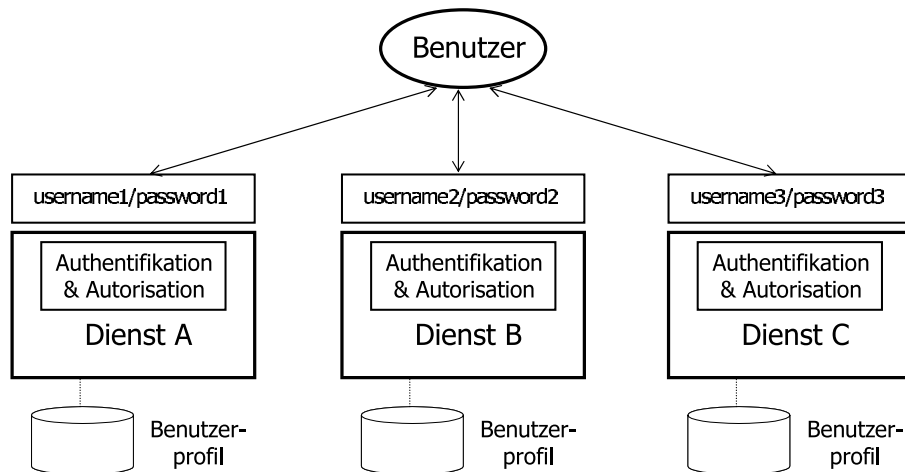 Benutzer
username1/password1
username2/password2
username3/password3
Authentifikation
& Autorisation
Dienst A
Authentifikation
& Autorisation
Dienst B
Authentifikation
& Autorisation
Dienst C
Benutzer-
profil
Benutzer-
profil
Benutzer-
profil